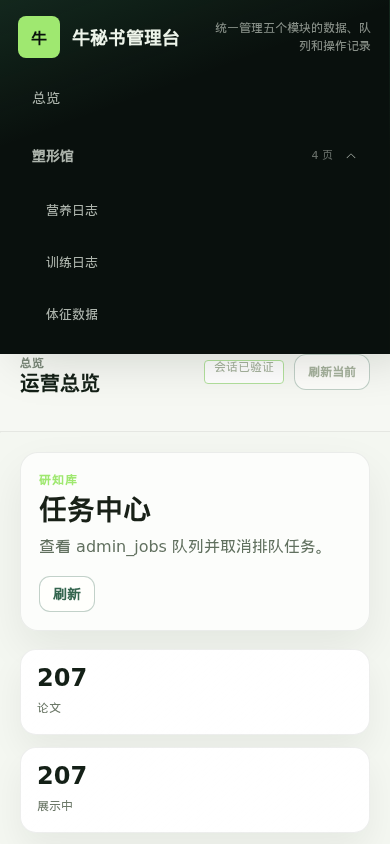 牛
牛秘书管理台
统一管理五个模块的数据、队
列和操作记录
总览
塑形馆
4 页
营养日志
训练日志
体征数据
总览
运营总览
会话已验证
刷新当前
研知库
任务中心
查看 admin_jobs 队列并取消排队任务。
刷新
207
论文
207
展示中